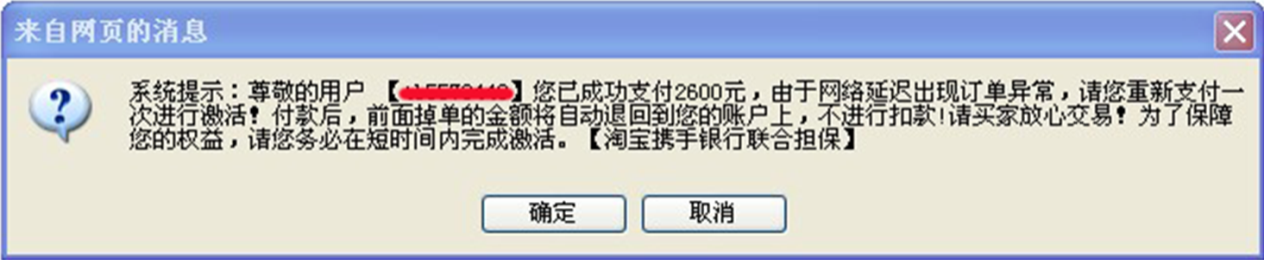 来自网页的消息
系统提示：尊敬的用户 【】您已成功支付2600元，由于网络延迟出现订单异常，请您重新支付一
次进行激活！付款后，前面掉单的金额将自动退回到您的账户上，不进行扣款!请买家放心交易！为了保障
您的权益，请您务必在短时间内完成激活。【淘宝携手银行联合担保】
确定
取消